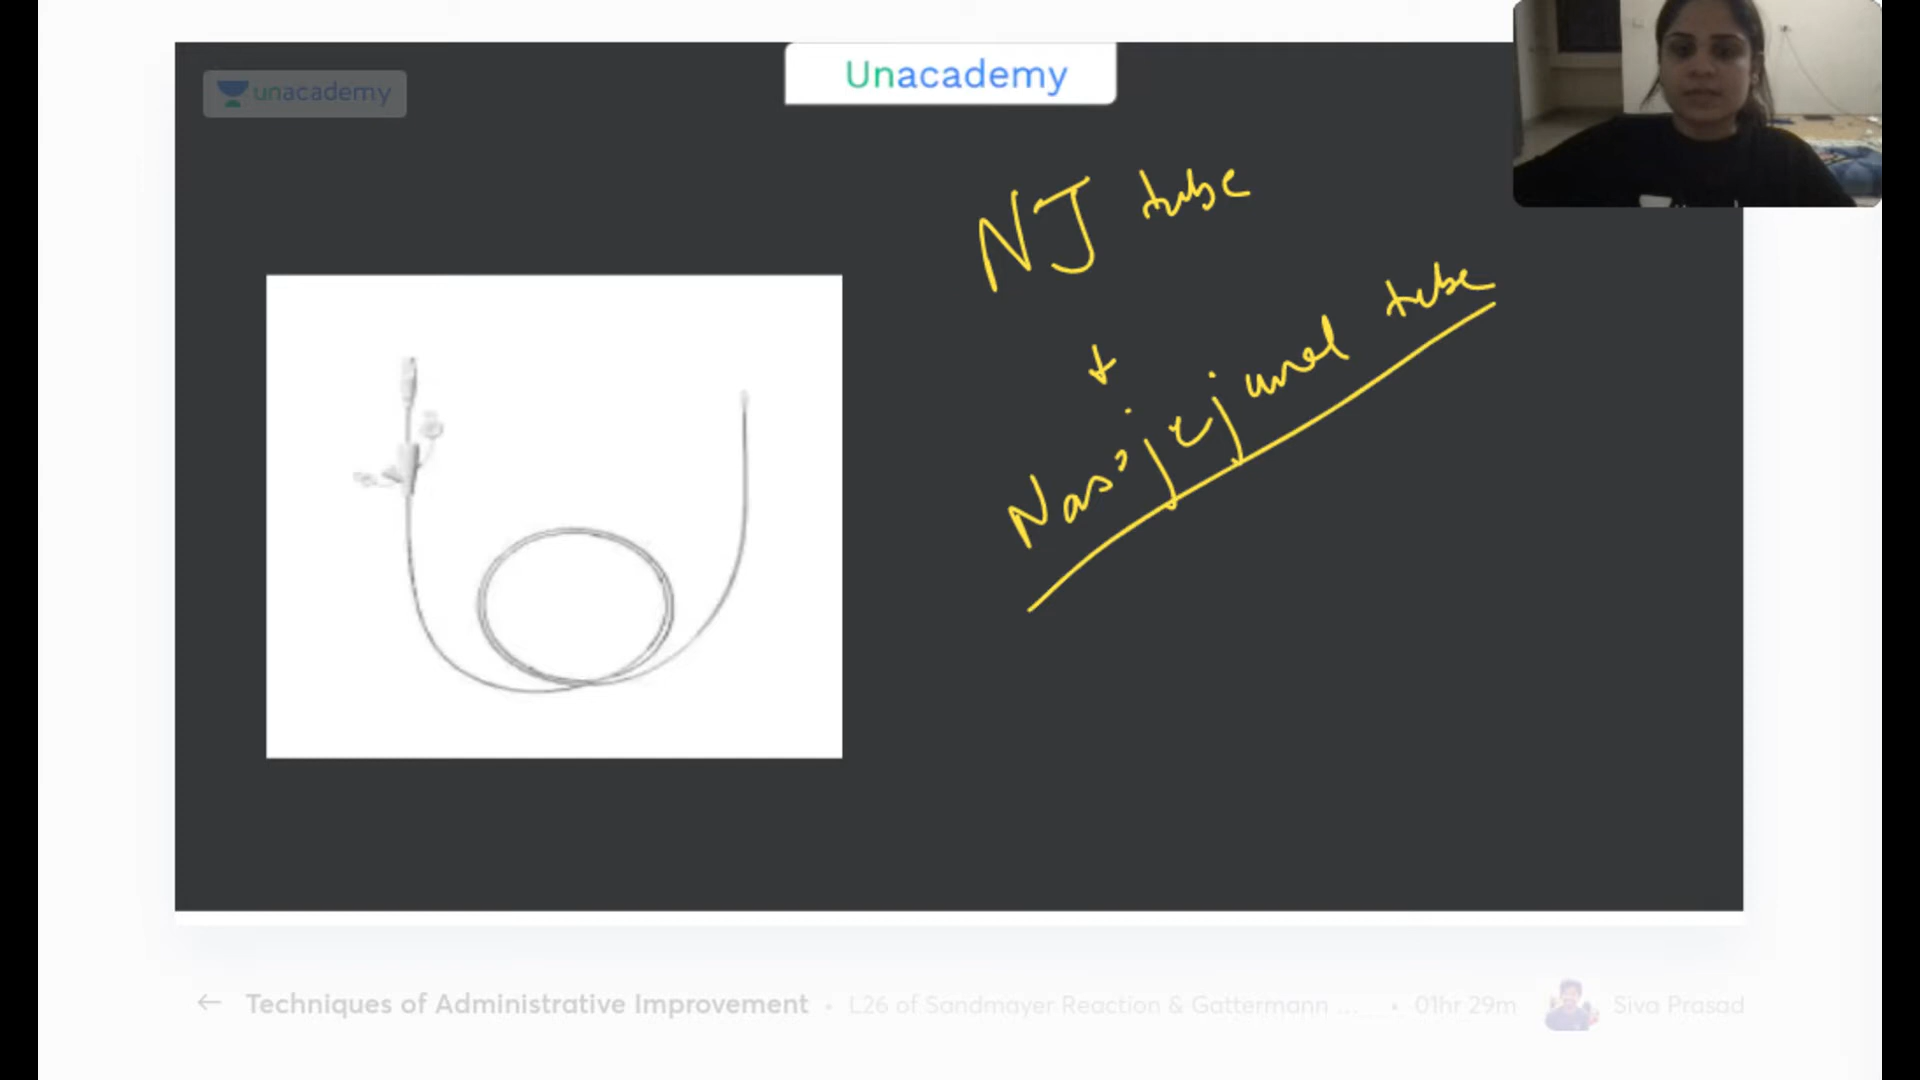 Unacademy
unacademy
NJ tube
Nasojejunal tube
← Techniques of Administrative Improvement • L26 of Sandmayer Reaction & Gattermann ... • 01hr 29m Siva Prasad